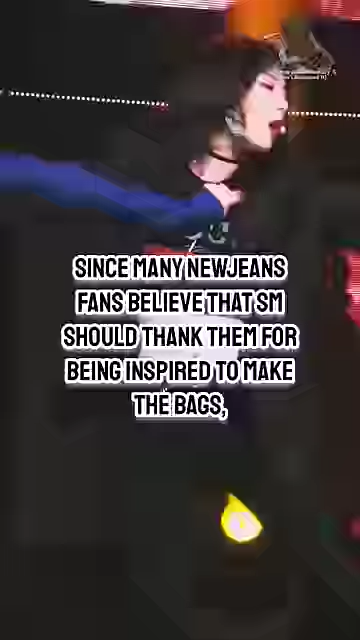 SINCE MANY NEWJEANS
FANS BELIEVE THAT SM
SHOULD THANK THEM FOR
BEING INSPIRED TO MAKE
THE BAGS,